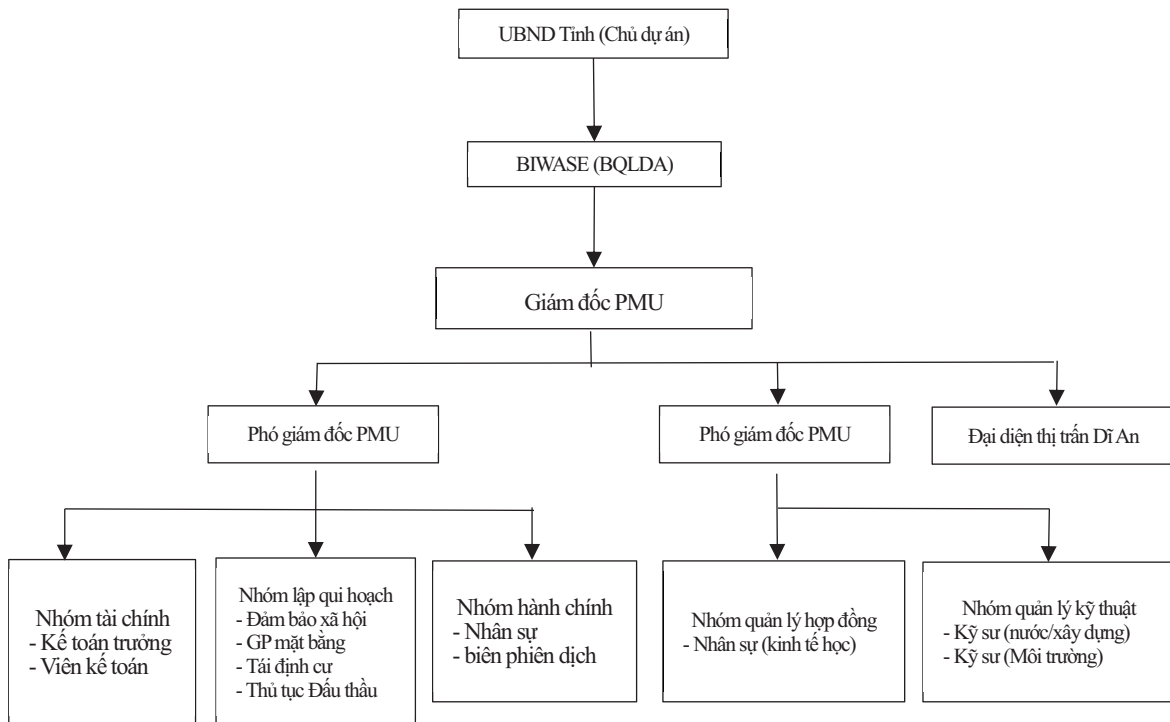 UBND Tỉnh (Chủ dự án)
BIWASE (BQLDA)
Giám đốc PMU
Phó giám đốc PMU
Phó giám đốc PMU
Đại diện thị trấn Dĩ An
Nhóm tài chính
- Kế toán trưởng
- Viên kế toán
Nhóm lập qui hoạch
- Đảm bảo xã hội
- GP mặt bằng
- Tái định cư
- Thủ tục Đấu thầu
Nhóm hành chính
- Nhân sự
- biên phiên dịch
Nhóm quản lý hợp đồng
- Nhân sự (kinh tế học)
Nhóm quản lý kỹ thuật
- Kỹ sư (nước/xây dựng)
- Kỹ sư (Môi trường)